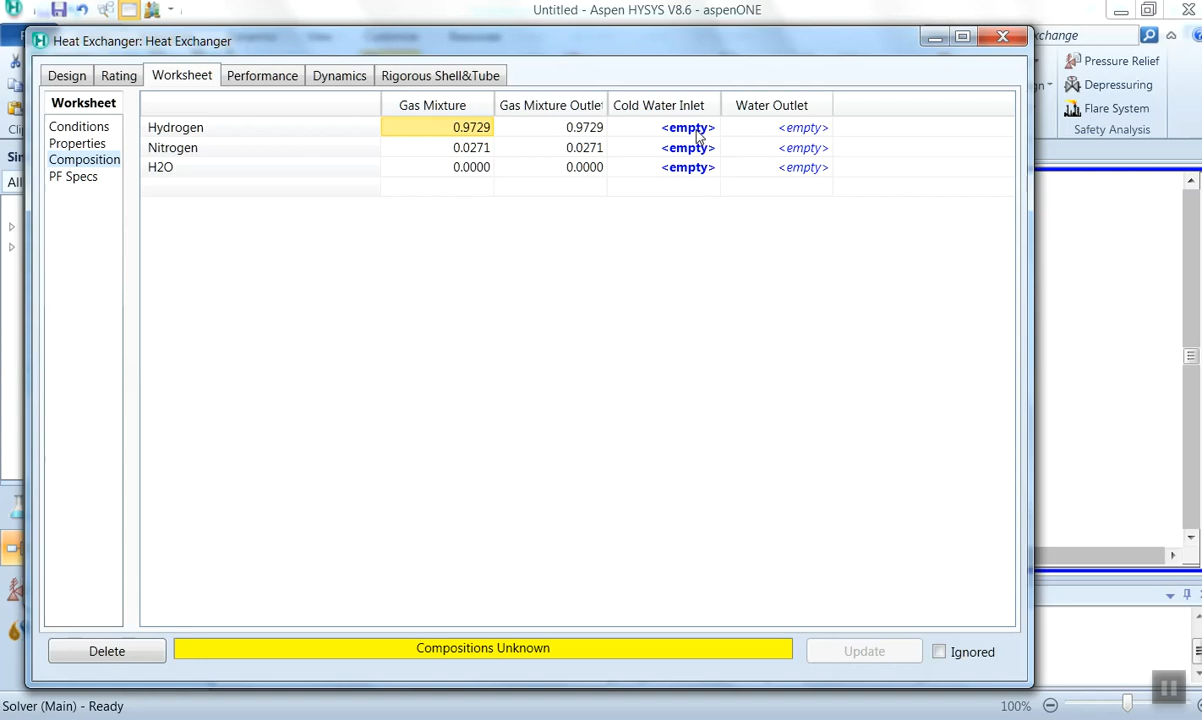 Untitled - Aspen HYSYS V8.6 - aspenONE
Heat Exchanger: Heat Exchanger
xchange
Design Rating Worksheet Performance Dynamics Rigorous Shell&Tube
Pressure Relief
Depressuring
Flare System
Safety Analysis
Worksheet
Conditions
Properties
Composition
PF Specs
Gas Mixture Gas Mixture Outlet Cold Water Inlet Water Outlet
Hydrogen 0.9729 0.9729 <empty> <empty>
Nitrogen 0.0271 0.0271 <empty> <empty>
H2O 0.0000 0.0000 <empty> <empty>
All
Delete
Compositions Unknown
Update
Ignored
Solver (Main) - Ready
100%